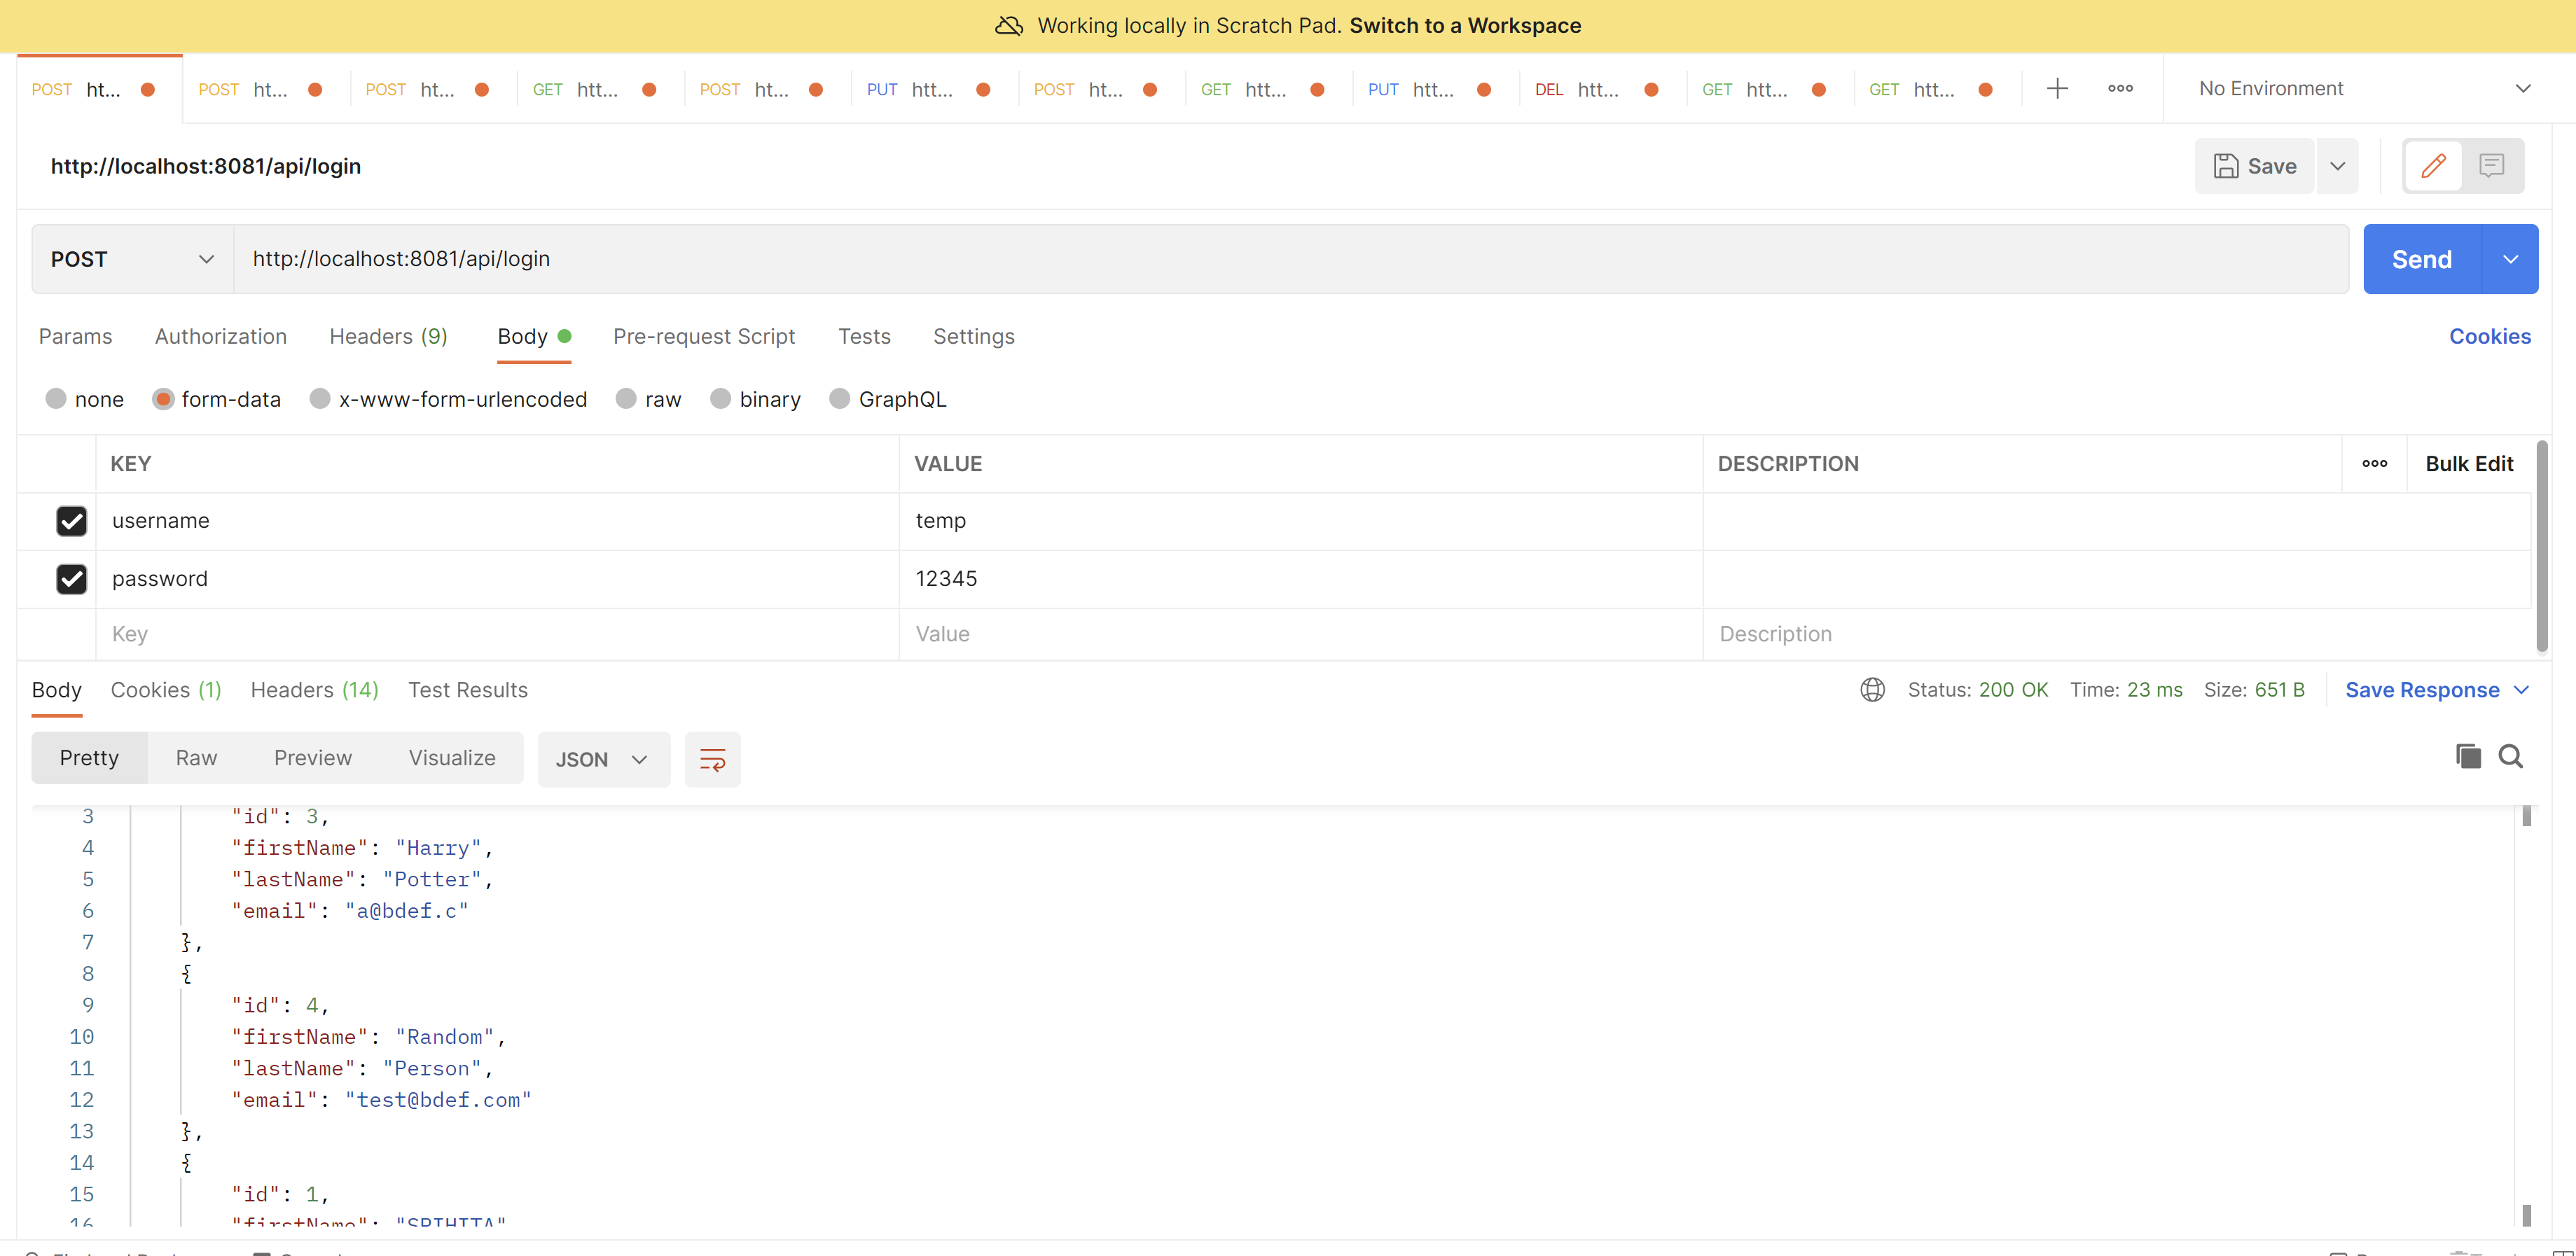 Working locally in Scratch Pad. Switch to a Workspace
POST ht... POST ht... POST ht... GET htt... POST ht... PUT htt... POST ht... GET htt... PUT htt... DEL htt... GET htt... GET htt... No Environment
http://localhost:8081/api/login Save
POST http://localhost:8081/api/login Send
Params Authorization Headers (9) Body Pre-request Script Tests Settings Cookies
none form-data x-www-form-urlencoded raw binary GraphQL
KEY VALUE DESCRIPTION Bulk Edit
username temp
password 12345
Key Value Description
Body Cookies (1) Headers (14) Test Results Status: 200 OK Time: 23 ms Size: 651 B Save Response
Pretty Raw Preview Visualize JSON
3 "id": 3,
4 "firstName": "Harry",
5 "lastName": "Potter",
6 "email": "a@bdef.c"
7 },
8 {
9 "id": 4,
10 "firstName": "Random",
11 "lastName": "Person",
12 "email": "test@bdef.com"
13 },
14 {
15 "id": 1,
16 "firstName": "SRIHITA"